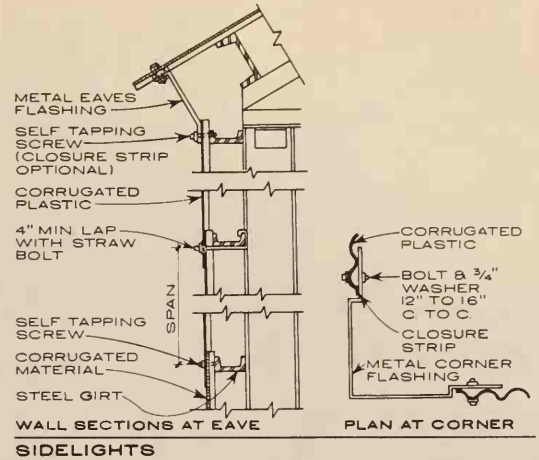 METAL EAVES
FLASHING
SELF TAPPING
SCREW
(CLOSURE STRIP
OPTIONAL)
CORRUGATED
PLASTIC
4" MIN LAP
WITH STRAW
BOLT
SPAN
SELF TAPPING
SCREW
CORRUGATED
MATERIAL
STEEL GIRT
WALL SECTIONS AT EAVE
CORRUGATED
PLASTIC
BOLT & 3/4"
WASHER
12" TO 16"
C. TO C.
CLOSURE
STRIP
METAL CORNER
FLASHING
PLAN AT CORNER
SIDELIGHTS